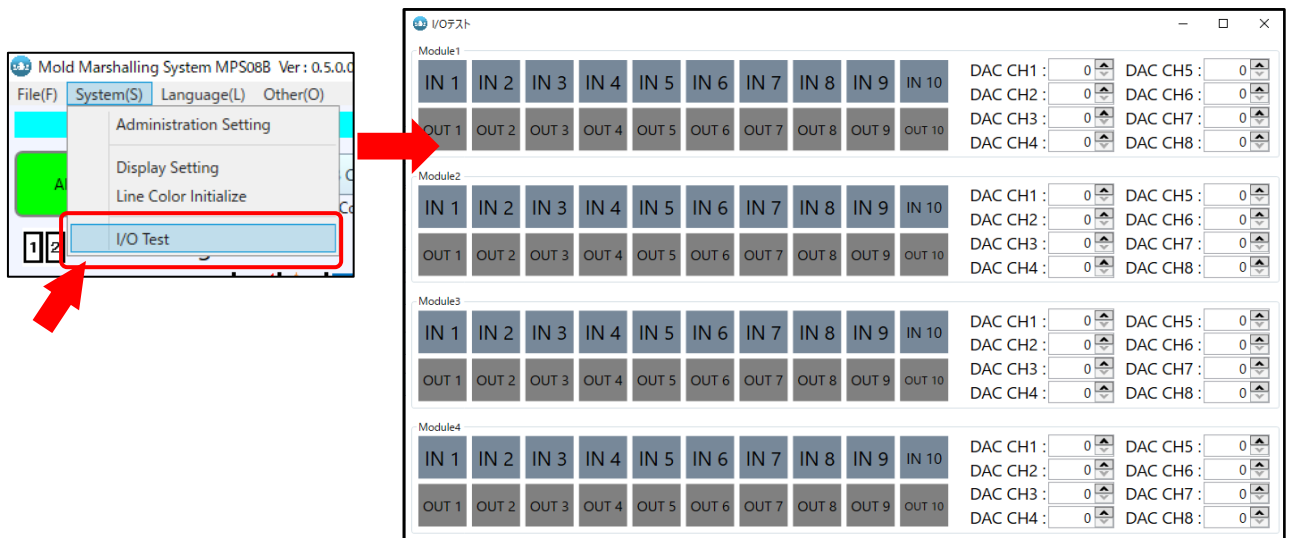 Mold Marshalling System MPS08B Ver : 0.5.0.0
File(F) System(S) Language(L) Other(O)
Administration Setting
Display Setting
Line Color Initialize
I/O Test
1 2
I/Oテスト
Module1
IN 1 IN 2 IN 3 IN 4 IN 5 IN 6 IN 7 IN 8 IN 9 IN 10
OUT 1 OUT 2 OUT 3 OUT 4 OUT 5 OUT 6 OUT 7 OUT 8 OUT 9 OUT 10
DAC CH1 : 0 DAC CH5 : 0
DAC CH2 : 0 DAC CH6 : 0
DAC CH3 : 0 DAC CH7 : 0
DAC CH4 : 0 DAC CH8 : 0
Module2
IN 1 IN 2 IN 3 IN 4 IN 5 IN 6 IN 7 IN 8 IN 9 IN 10
OUT 1 OUT 2 OUT 3 OUT 4 OUT 5 OUT 6 OUT 7 OUT 8 OUT 9 OUT 10
DAC CH1 : 0 DAC CH5 : 0
DAC CH2 : 0 DAC CH6 : 0
DAC CH3 : 0 DAC CH7 : 0
DAC CH4 : 0 DAC CH8 : 0
Module3
IN 1 IN 2 IN 3 IN 4 IN 5 IN 6 IN 7 IN 8 IN 9 IN 10
OUT 1 OUT 2 OUT 3 OUT 4 OUT 5 OUT 6 OUT 7 OUT 8 OUT 9 OUT 10
DAC CH1 : 0 DAC CH5 : 0
DAC CH2 : 0 DAC CH6 : 0
DAC CH3 : 0 DAC CH7 : 0
DAC CH4 : 0 DAC CH8 : 0
Module4
IN 1 IN 2 IN 3 IN 4 IN 5 IN 6 IN 7 IN 8 IN 9 IN 10
OUT 1 OUT 2 OUT 3 OUT 4 OUT 5 OUT 6 OUT 7 OUT 8 OUT 9 OUT 10
DAC CH1 : 0 DAC CH5 : 0
DAC CH2 : 0 DAC CH6 : 0
DAC CH3 : 0 DAC CH7 : 0
DAC CH4 : 0 DAC CH8 : 0